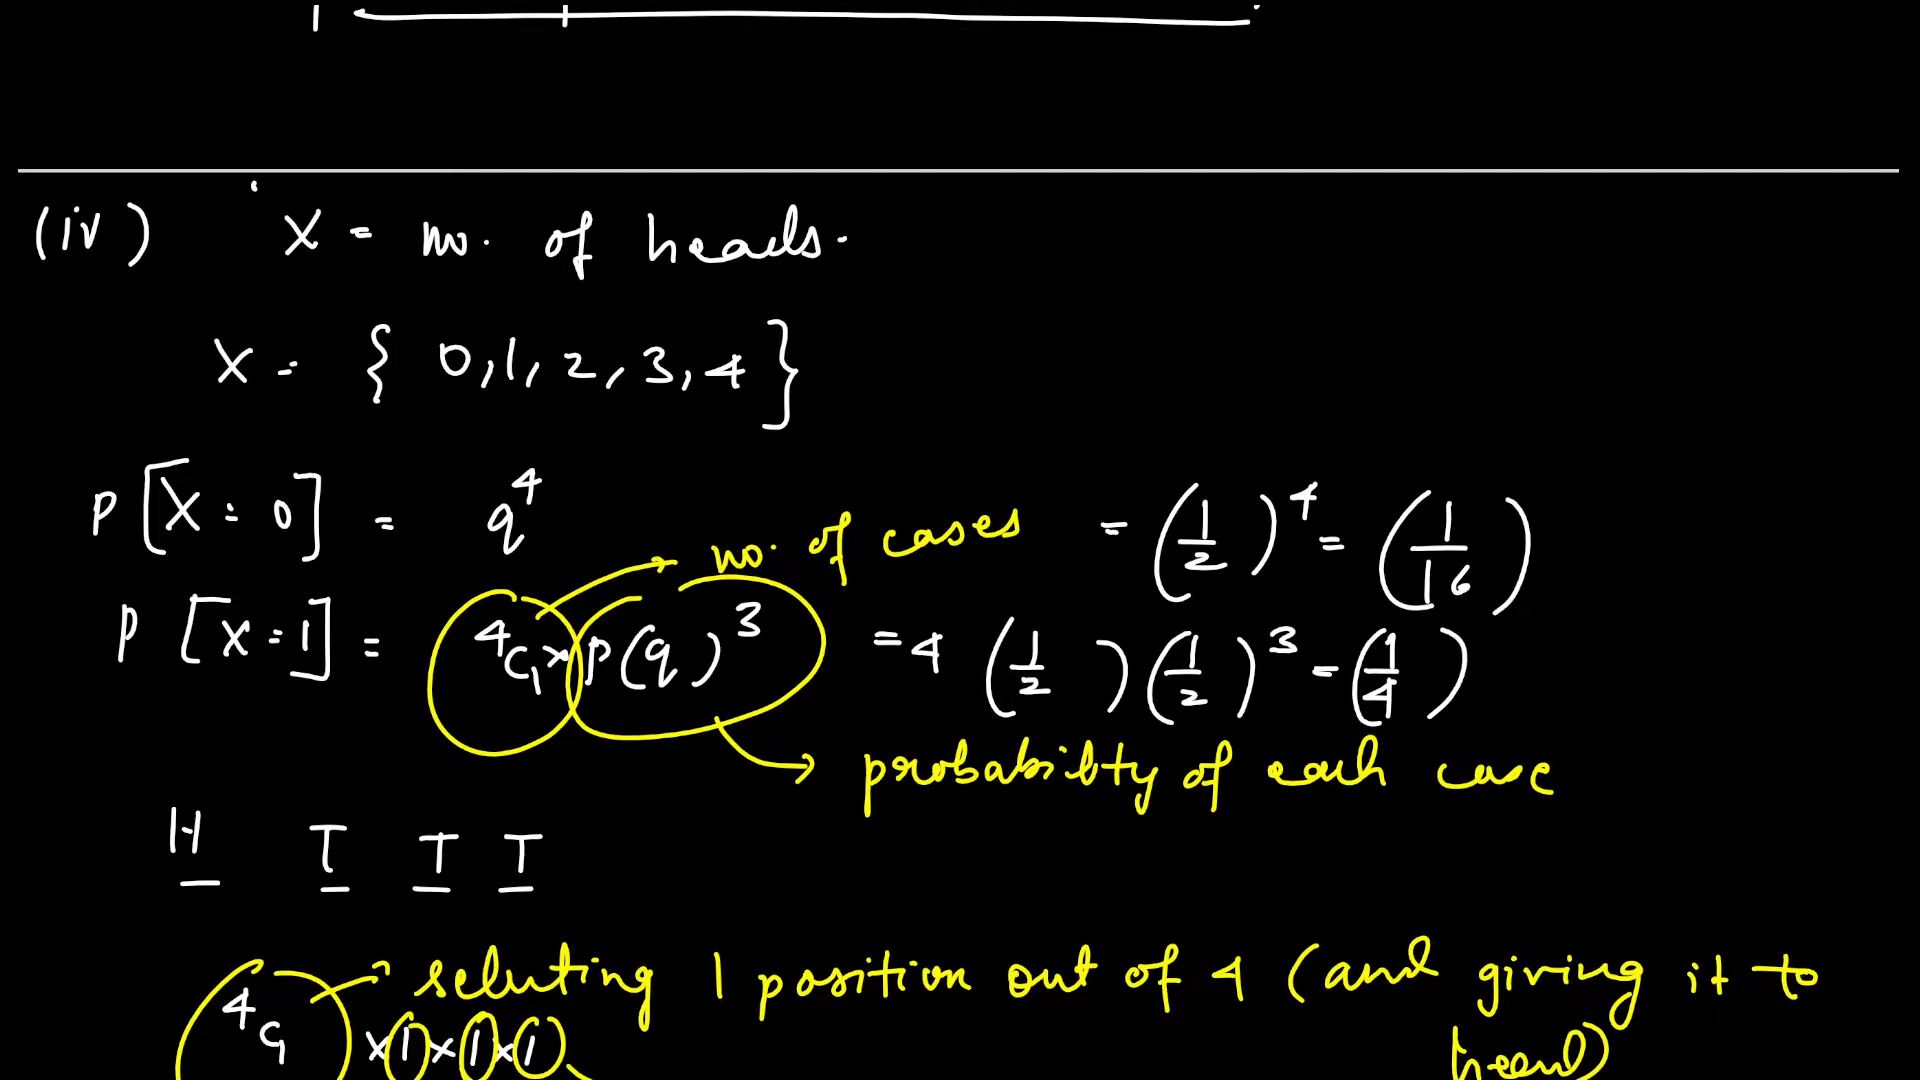 (iv) X = no. of heads.
X = { 0, 1, 2, 3, 4 }
P[X = 0] = q⁴ = (1/2)⁴ = (1/16)
no. of cases
P[X = 1] = ⁴C₁ × p(q)³ = 4 (1/2) (1/2)³ = (1/4)
probability of each case
H T T T
⁴C₁ → selecting 1 position out of 4 (and giving it to head)
×1×1×1